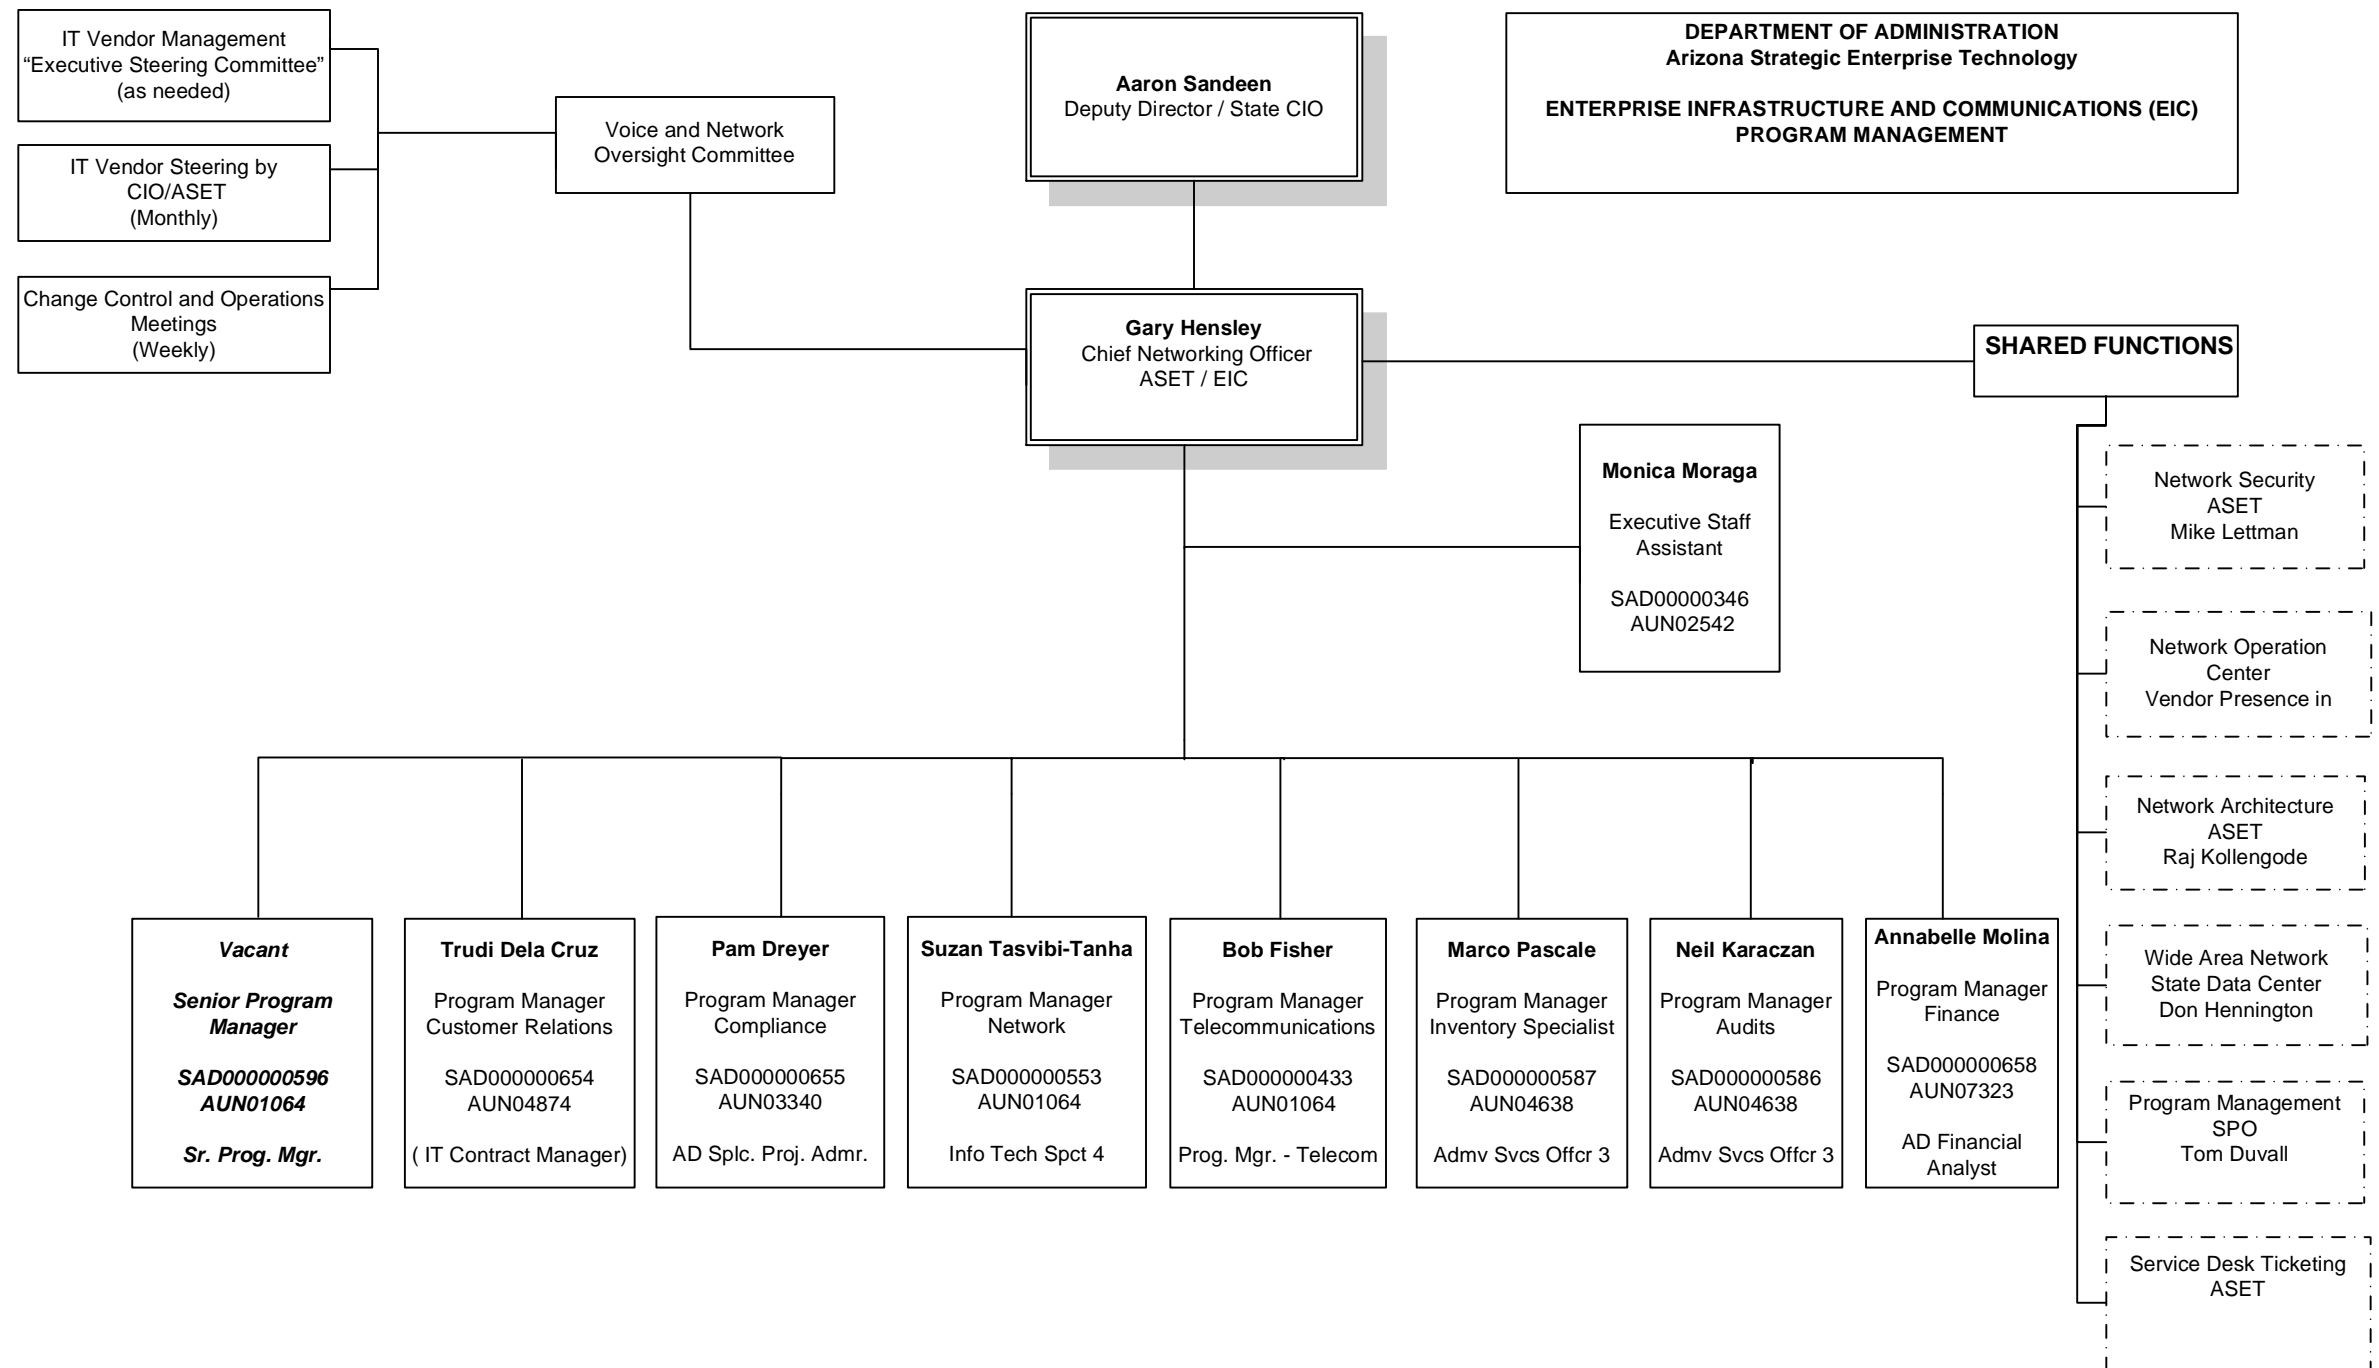 IT Vendor Management
“Executive Steering Committee”
(as needed)
IT Vendor Steering by
CIO/ASET
(Monthly)
Change Control and Operations
Meetings
(Weekly)
Voice and Network
Oversight Committee
Aaron Sandeen
Deputy Director / State CIO
DEPARTMENT OF ADMINISTRATION
Arizona Strategic Enterprise Technology
ENTERPRISE INFRASTRUCTURE AND COMMUNICATIONS (EIC)
PROGRAM MANAGEMENT
Gary Hensley
Chief Networking Officer
ASET / EIC
SHARED FUNCTIONS
Monica Moraga
Executive Staff
Assistant
SAD00000346
AUN02542
Network Security
ASET
Mike Lettman
Network Operation
Center
Vendor Presence in
Network Architecture
ASET
Raj Kollengode
Wide Area Network
State Data Center
Don Hennington
Program Management
SPO
Tom Duvall
Service Desk Ticketing
ASET
Vacant
Senior Program
Manager
SAD000000596
AUN01064
Sr. Prog. Mgr.
Trudi Dela Cruz
Program Manager
Customer Relations
SAD000000654
AUN04874
( IT Contract Manager)
Pam Dreyer
Program Manager
Compliance
SAD000000655
AUN03340
AD Splc. Proj. Admr.
Suzan Tasvibi-Tanha
Program Manager
Network
SAD000000553
AUN01064
Info Tech Spct 4
Bob Fisher
Program Manager
Telecommunications
SAD000000433
AUN01064
Prog. Mgr. - Telecom
Marco Pascale
Program Manager
Inventory Specialist
SAD000000587
AUN04638
Admv Svcs Offcr 3
Neil Karaczan
Program Manager
Audits
SAD000000586
AUN04638
Admv Svcs Offcr 3
Annabelle Molina
Program Manager
Finance
SAD000000658
AUN07323
AD Financial
Analyst